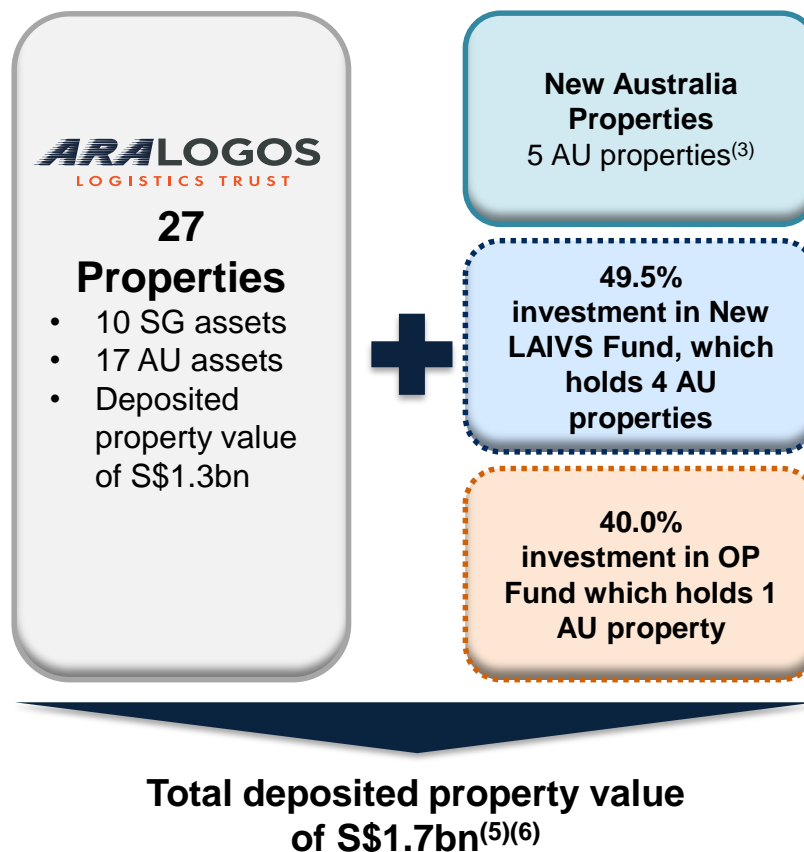 ARALOGOS
LOGISTICS TRUST
27
Properties
• 10 SG assets
• 17 AU assets
• Deposited
property value
of S$1.3bn
New Australia
Properties
5 AU properties(3)
49.5%
investment in New
LAIVS Fund, which
holds 4 AU
properties
40.0%
investment in OP
Fund which holds 1
AU property
Total deposited property value
of S$1.7bn(5)(6)